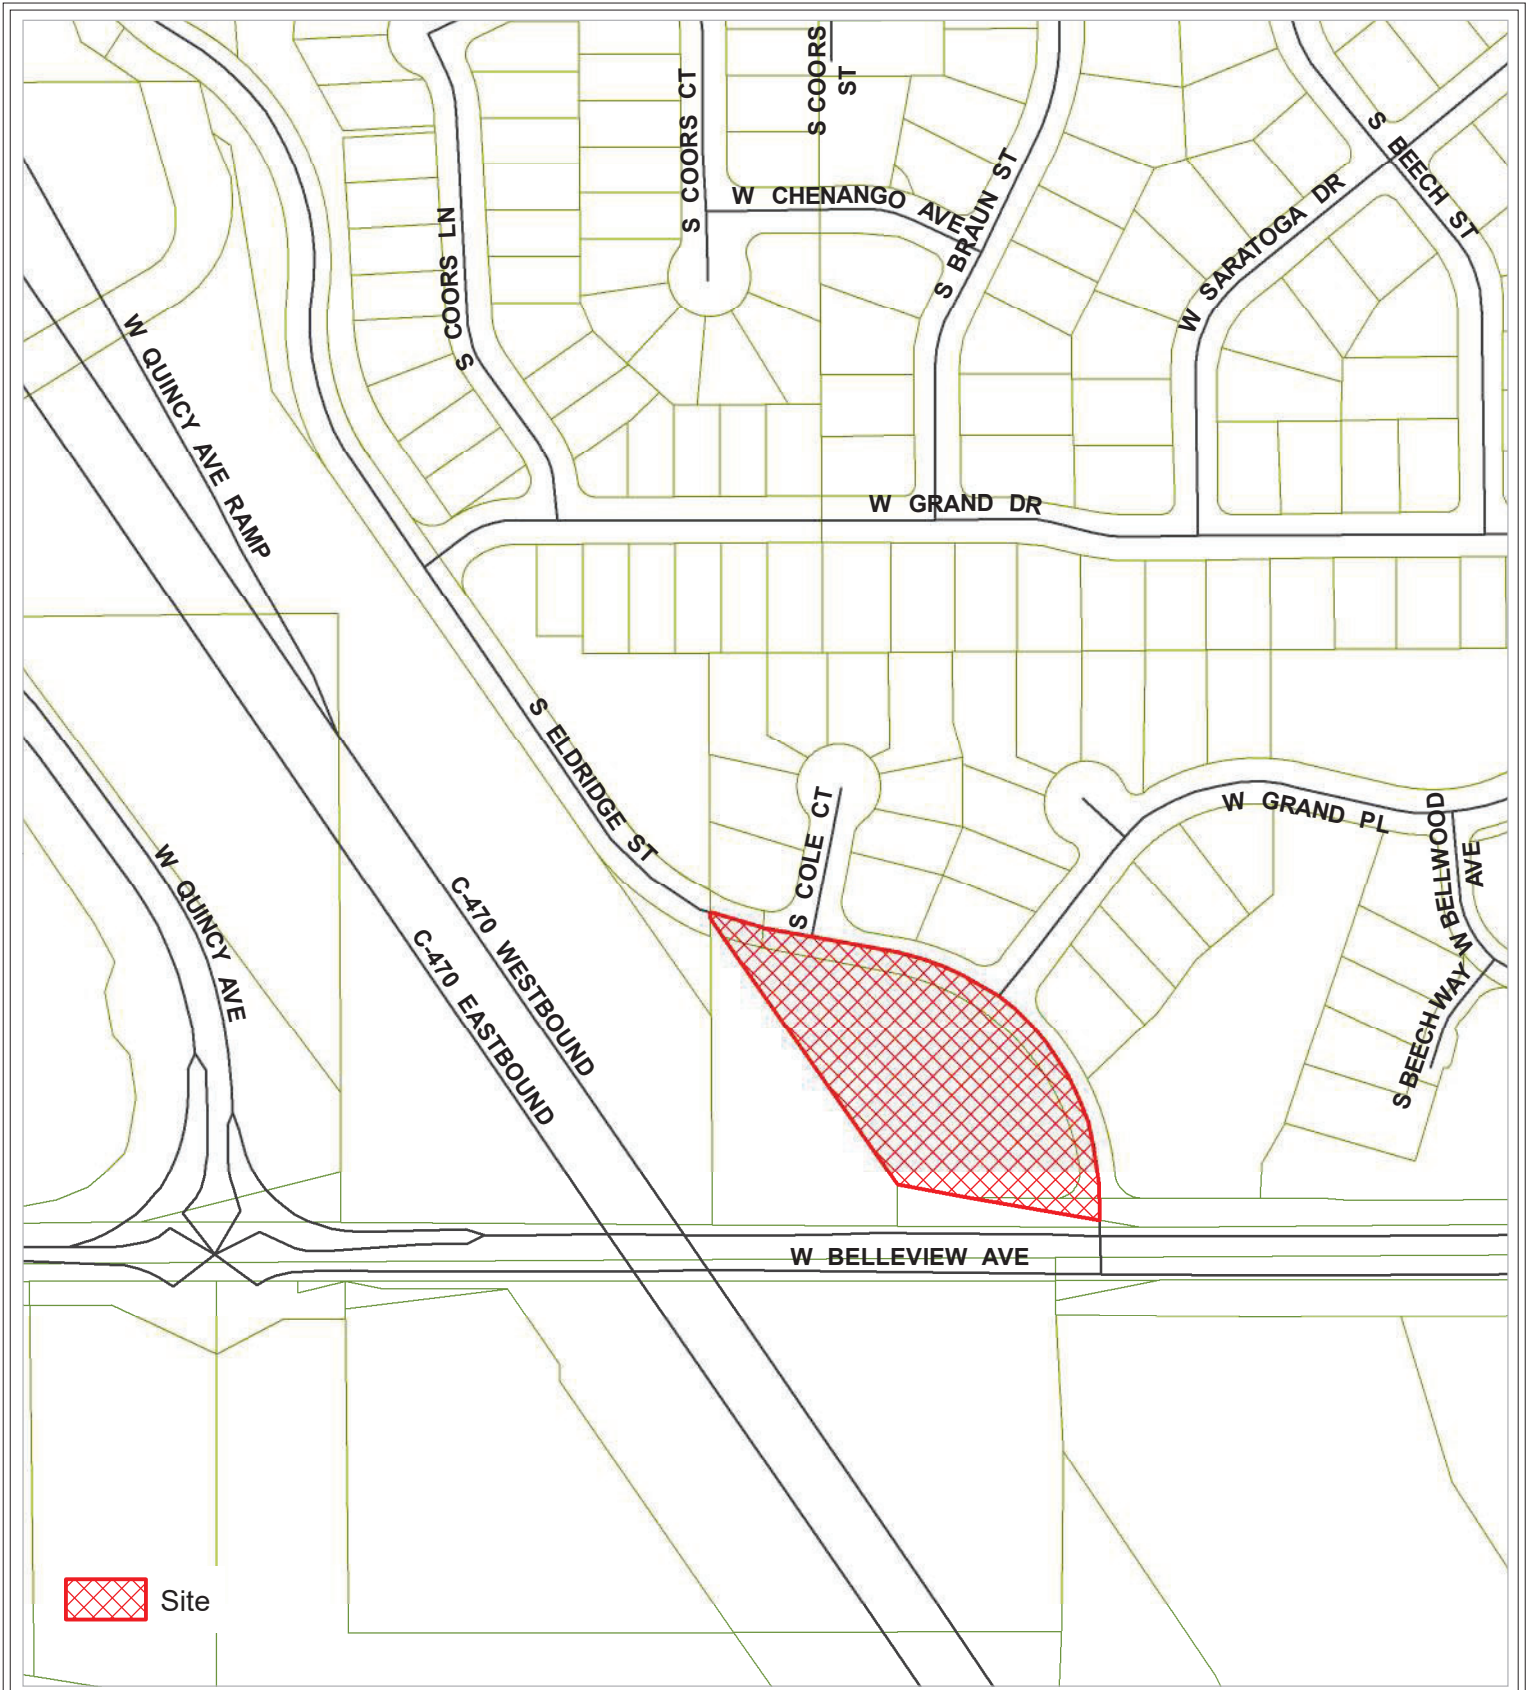 S COORS
ST
S COORS CT
S BEECH ST
W CHENANGO AVE
S BRAUN ST
W SARATOGA DR
S COORS LN
W QUINCY AVE RAMP
W GRAND DR
S ELDRIDGE ST
S COLE CT
W GRAND PL
W BELLWOOD
AVE
W QUINCY AVE
C-470 WESTBOUND
C-470 EASTBOUND
S BEECH WAY
W BELLEVIEW AVE
Site